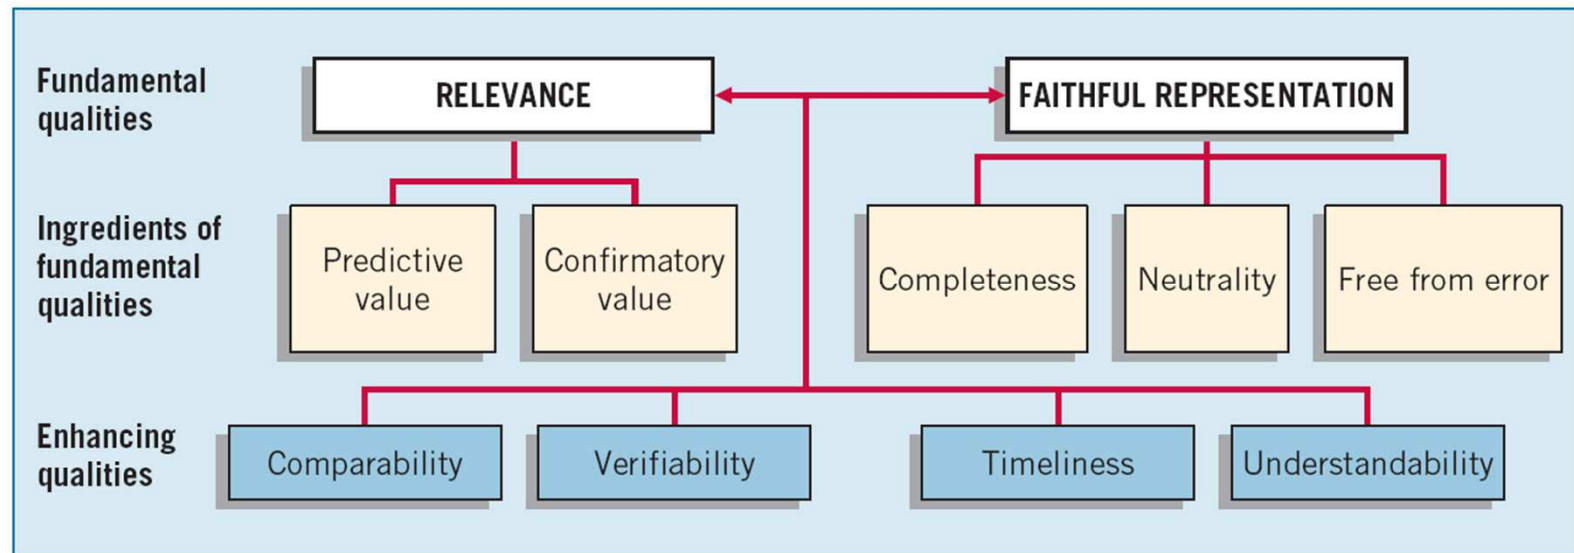 Fundamental
qualities
RELEVANCE
FAITHFUL REPRESENTATION
Ingredients of
fundamental
qualities
Predictive
value
Confirmatory
value
Completeness
Neutrality
Free from error
Enhancing
qualities
Comparability
Verifiability
Timeliness
Understandability